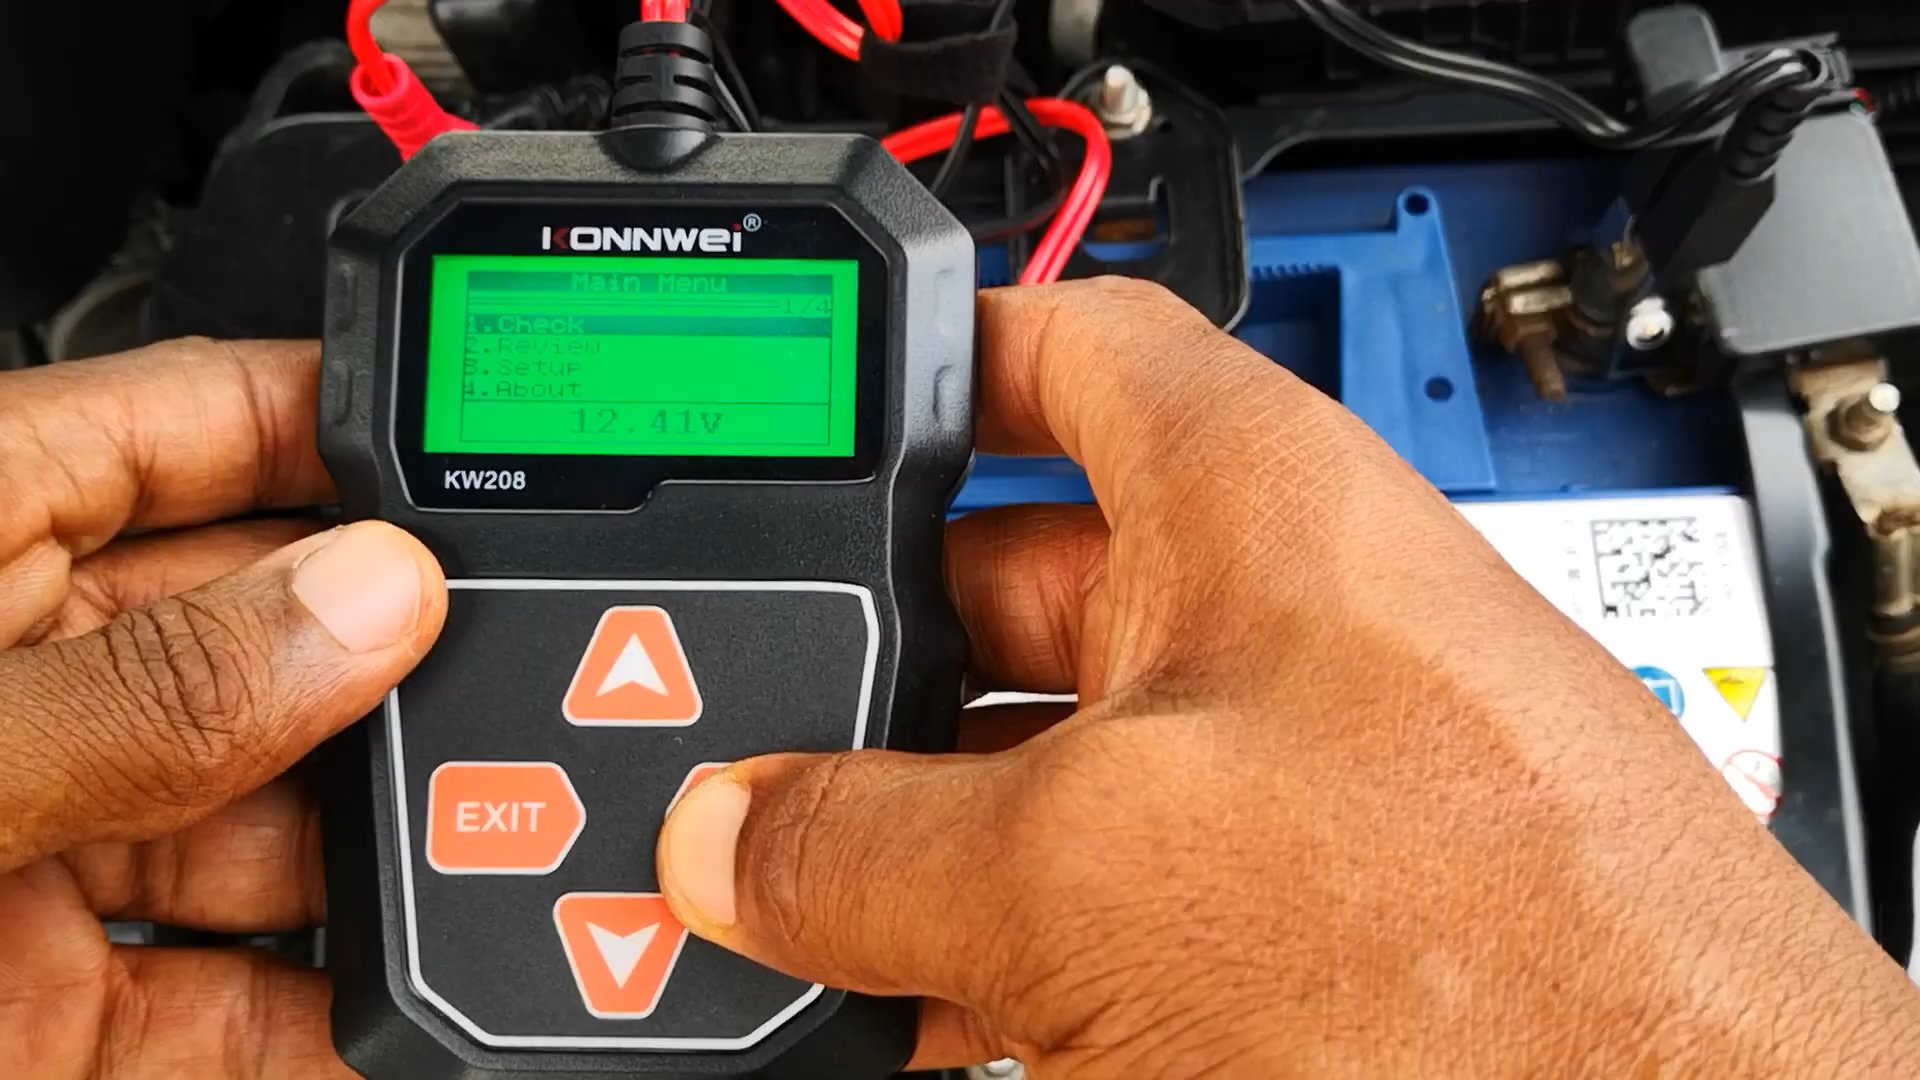 KONNWEI®
Main Menu
1/4
1.Check
2.Review
3.Setup
4.About
12.41V
KW208
EXIT